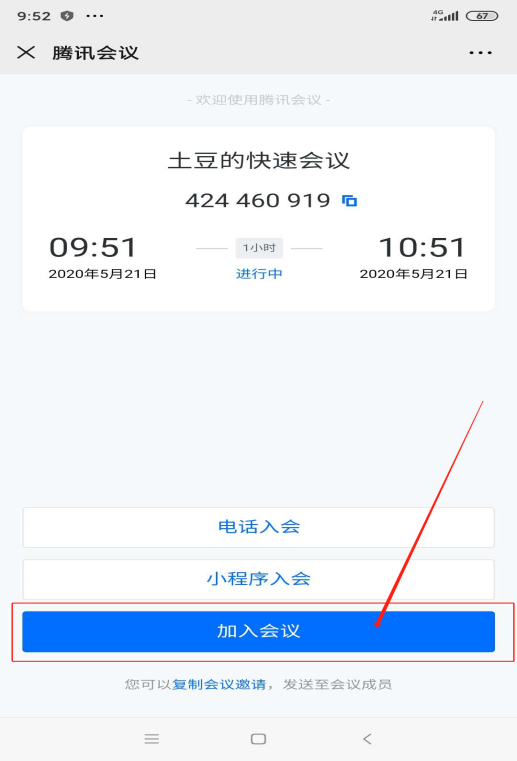 9:52 4G 67
腾讯会议
- 欢迎使用腾讯会议 -
土豆的快速会议
424 460 919
09:51 1小时 10:51
2020年5月21日 进行中 2020年5月21日
电话入会
小程序入会
加入会议
您可以复制会议邀请，发送至会议成员